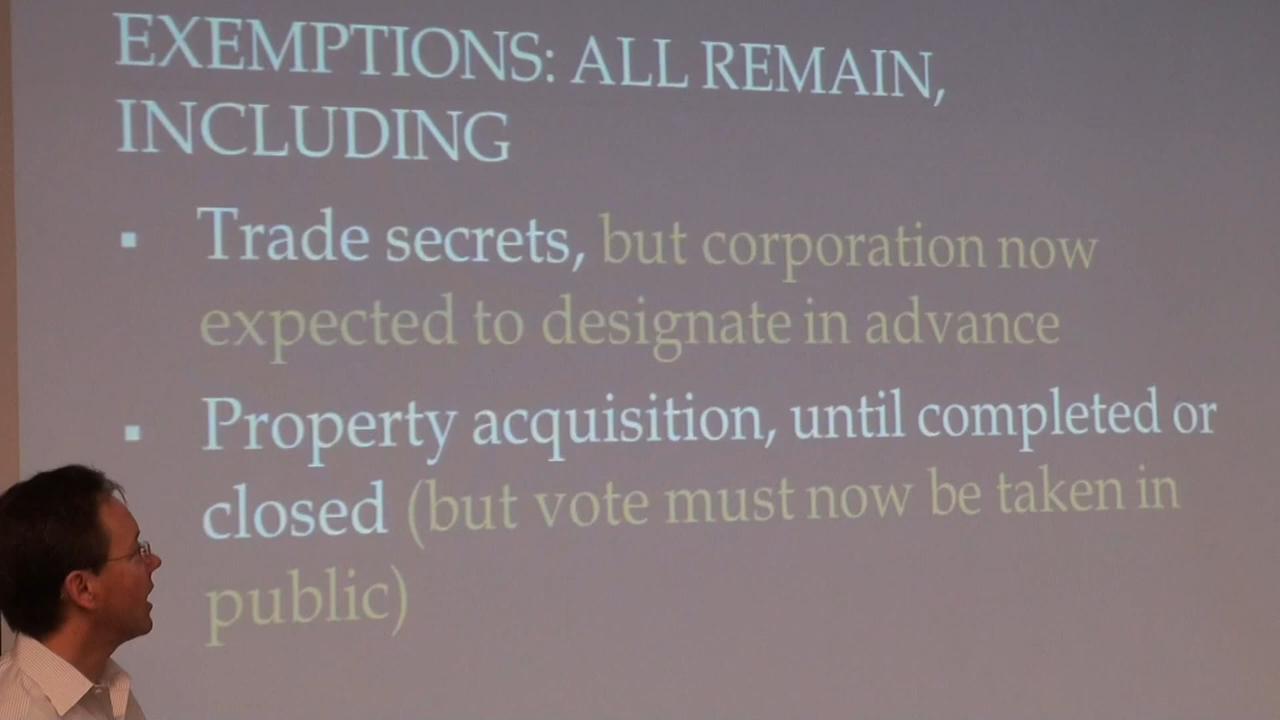 EXEMPTIONS: ALL REMAIN,
INCLUDING
▪ Trade secrets, but corporation now
expected to designate in advance
▪ Property acquisition, until completed or
closed (but vote must now be taken in
public)